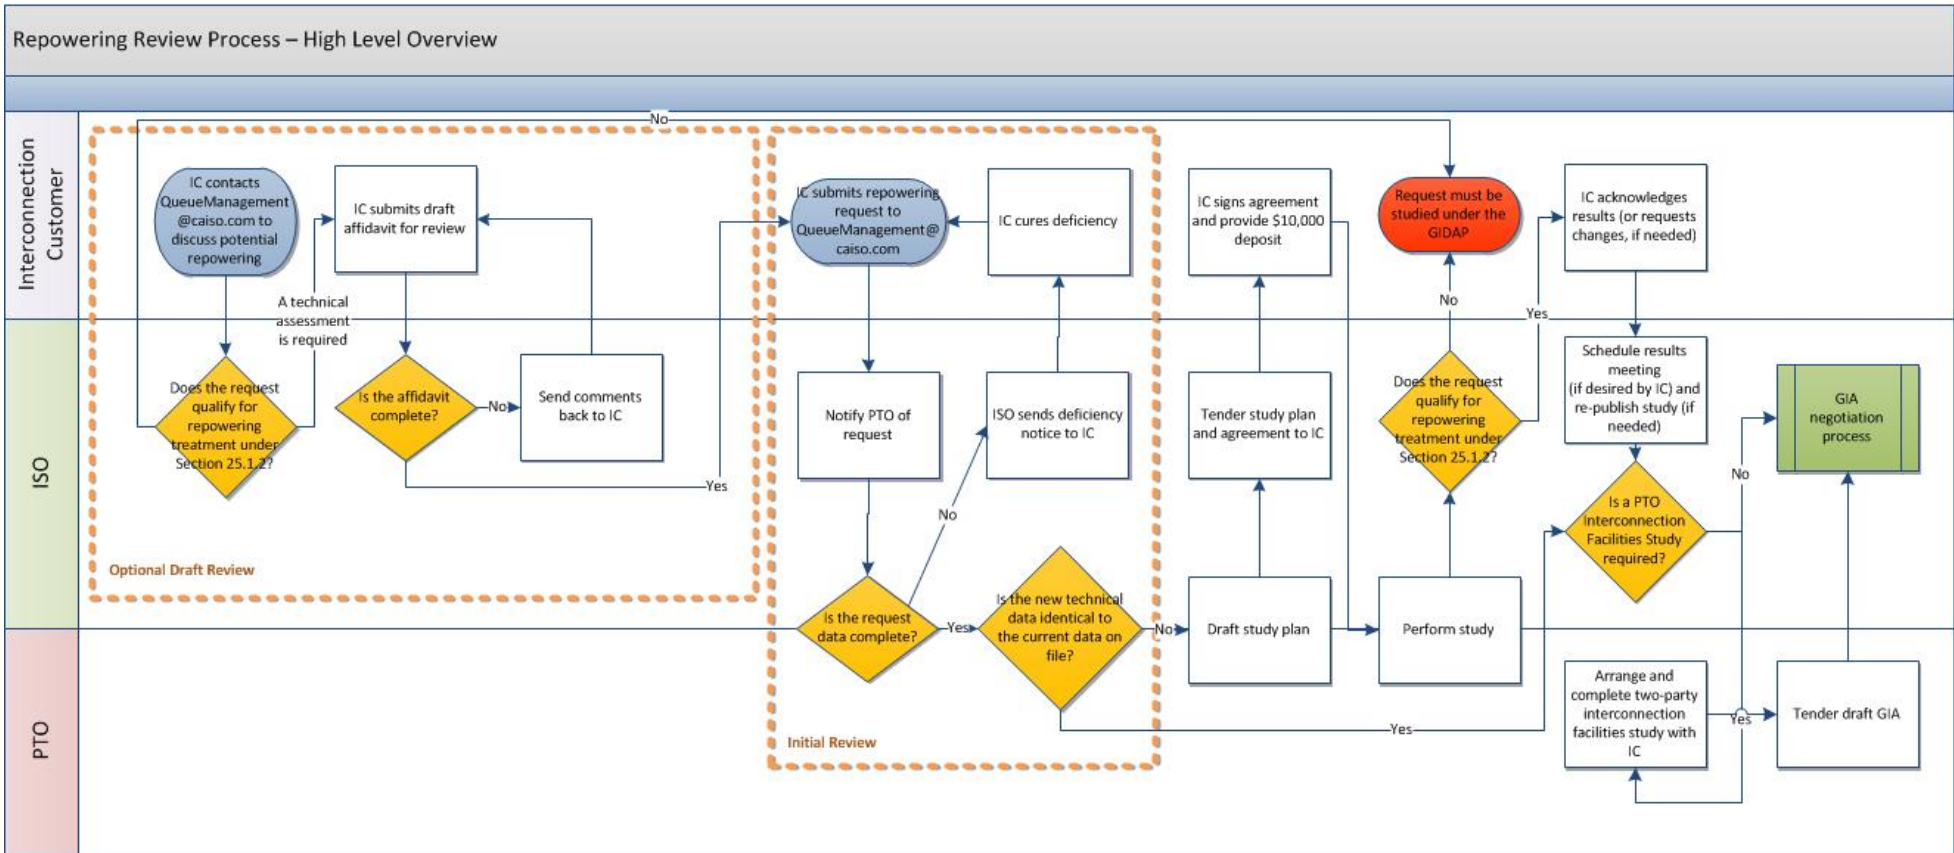 Repowering Review Process – High Level Overview
Interconnection
Customer
ISO
PTO
No
IC contacts
QueueManagement
@caiso.com to
discuss potential
repowering
A technical
assessment
is required
IC submits draft
affidavit for review
Does the request
qualify for
repowering
treatment under
Section 25.1.2?
Is the affidavit
complete?
No
Send comments
back to IC
Yes
Optional Draft Review
IC submits repowering
request to
QueueManagement@
caiso.com
IC cures deficiency
Notify PTO of
request
ISO sends deficiency
notice to IC
No
Is the request
data complete?
Yes
Is the new technical
data identical to
the current data on
file?
No
Yes
Initial Review
IC signs agreement
and provide $10,000
deposit
Tender study plan
and agreement to IC
Draft study plan
Perform study
Request must be
studied under the
GIDAP
No
Does the request
qualify for
repowering
treatment under
Section 25.1.2?
Yes
IC acknowledges
results (or requests
changes, if needed)
Schedule results
meeting
(if desired by IC) and
re-publish study (if
needed)
Is a PTO
Interconnection
Facilities Study
required?
No
Yes
Arrange and
complete two-party
interconnection
facilities study with
IC
Tender draft GIA
GIA
negotiation
process